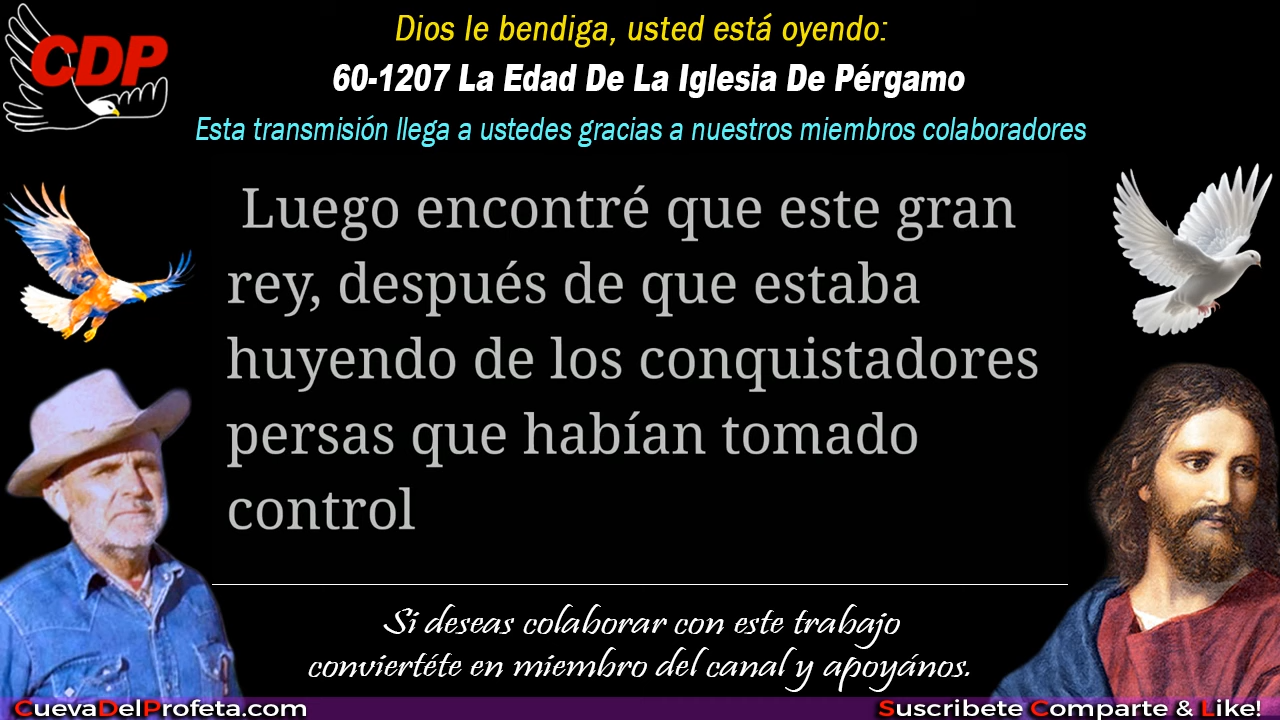 CDP
Dios le bendiga, usted está oyendo:
60-1207 La Edad De La Iglesia De Pérgamo
Esta transmisión llega a ustedes gracias a nuestros miembros colaboradores
Luego encontré que este gran
rey, después de que estaba
huyendo de los conquistadores
persas que habían tomado
control
Si deseas colaborar con este trabajo
conviertéte en miembro del canal y apoyános.
CuevaDelProfeta.com
Suscribete Comparte & Like!